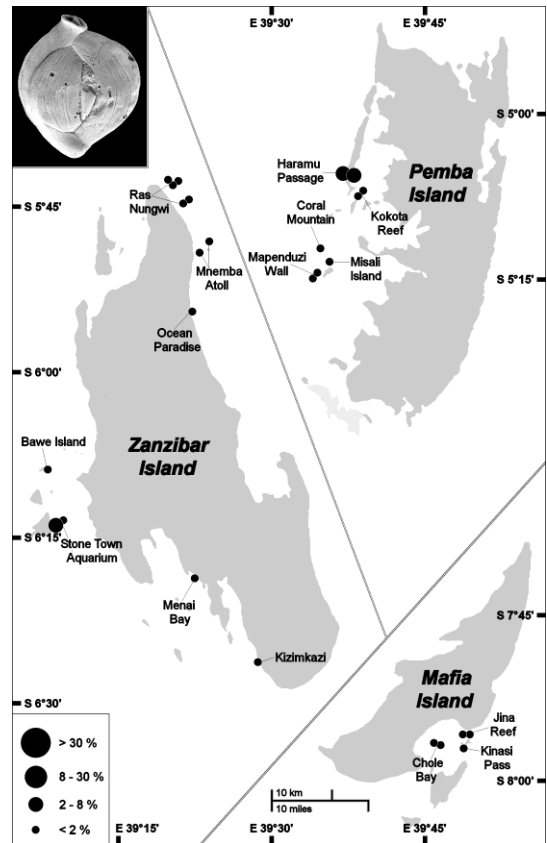 E 39°30'
E 39°45'
S 5°00'
Haramu
Passage
Pemba
Island
Kokota
Reef
Coral
Mountain
Mapenduzi
Wall
Misali
Island
S 5°15'
S 5°45'
Ras
Nungwi
Mnemba
Atoll
Ocean
Paradise
S 6°00'
Zanzibar
Island
Bawe Island
S 6°15'
Stone Town
Aquarium
Menai
Bay
Kizimkazi
S 6°30'
S 7°45'
Mafia
Island
Jina
Reef
Kinasi
Pass
Chole
Bay
S 8°00'
> 30 %
8 - 30 %
2 - 8 %
< 2 %
10 km
10 miles
E 39°15'
E 39°30'
E 39°45'